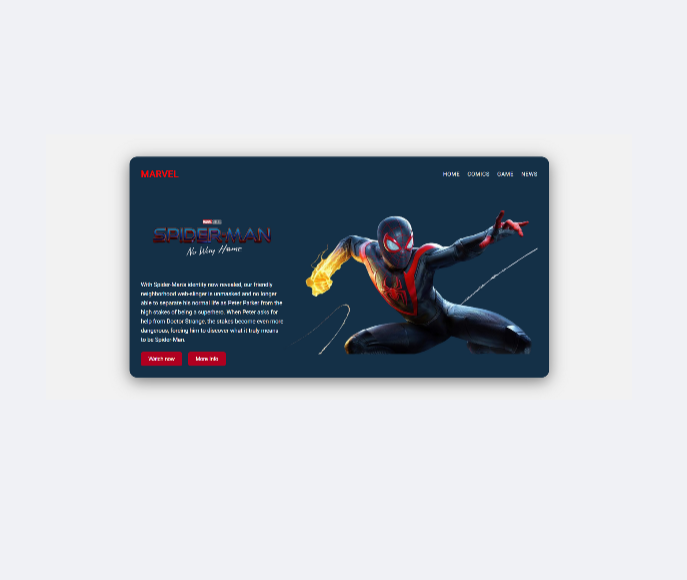 MARVEL
HOME COMICS GAME NEWS
SPIDER-MAN
No Way Home
With Spider-Man's identity now revealed, our friendly
neighborhood web-slinger is unmasked and no longer
able to separate his normal life as Peter Parker from the
high stakes of being a superhero. When Peter asks for
help from Doctor Strange, the stakes become even more
dangerous, forcing him to discover what it truly means
to be Spider-Man.
Watch now More Info